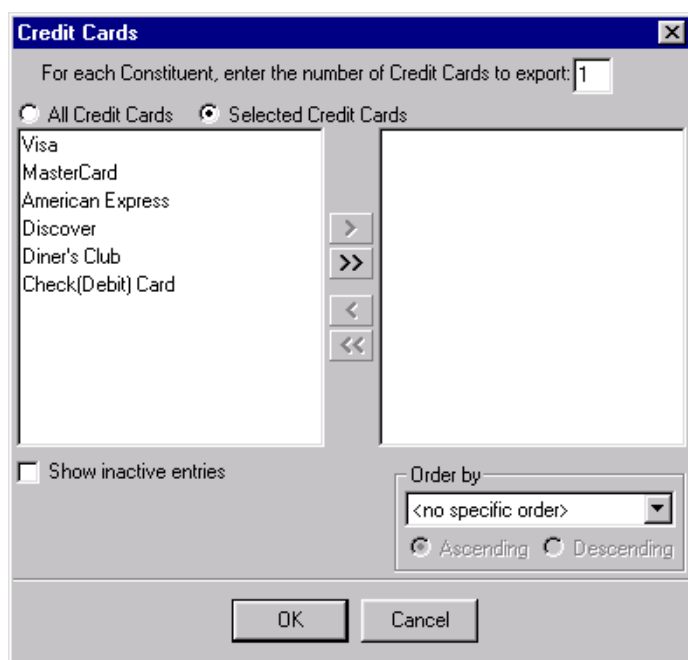 Credit Cards
For each Constituent, enter the number of Credit Cards to export: 1
All Credit Cards Selected Credit Cards
Visa
MasterCard
American Express
Discover
Diner's Club
Check(Debit) Card
>
>>
<
<<
Show inactive entries
Order by
<no specific order>
Ascending Descending
OK Cancel